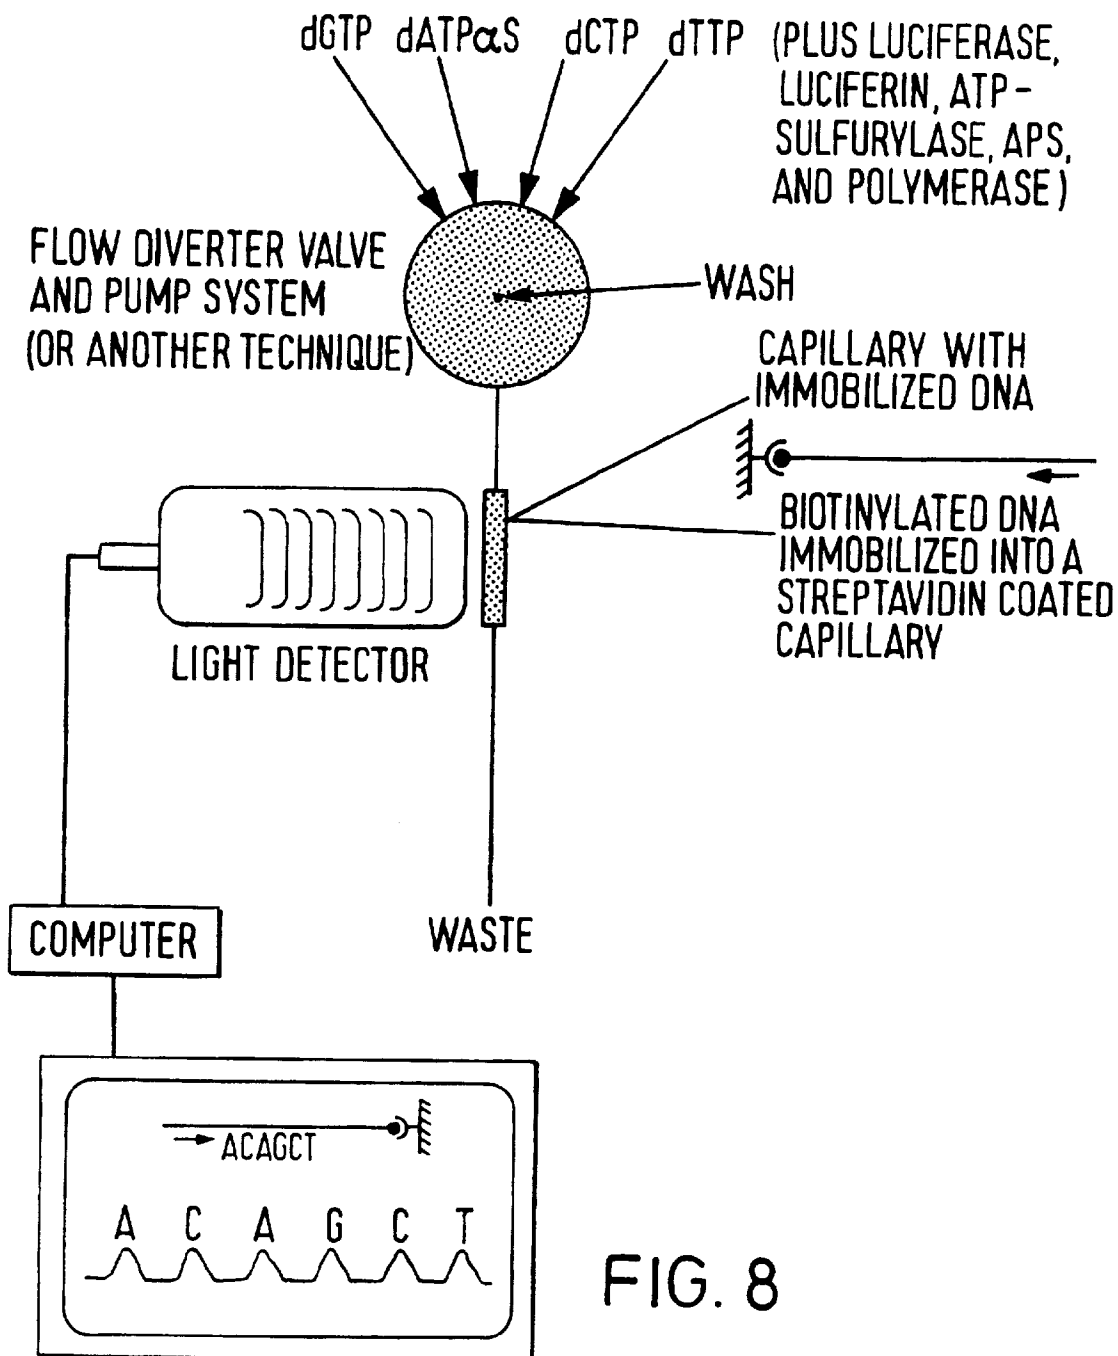 dGTP dATPαS dCTP dTTP (PLUS LUCIFERASE,
LUCIFERIN, ATP-
SULFURYLASE, APS,
AND POLYMERASE)
FLOW DIVERTER VALVE
AND PUMP SYSTEM
(OR ANOTHER TECHNIQUE)
WASH
CAPILLARY WITH
IMMOBILIZED DNA
BIOTINYLATED DNA
IMMOBILIZED INTO A
STREPTAVIDIN COATED
CAPILLARY
LIGHT DETECTOR
COMPUTER
WASTE
ACAGCT
A C A G C T
FIG. 8